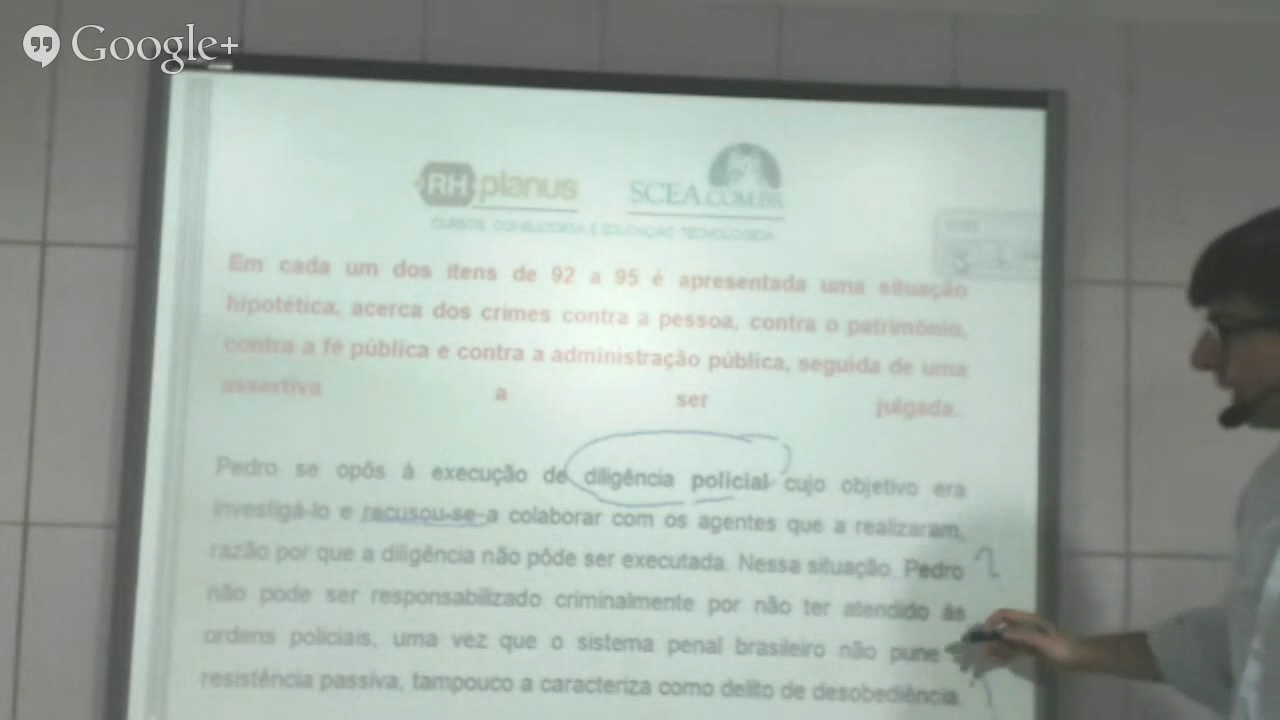 Google+
RH planus
SCEA.COM.BR
CURSOS, CONSULTORIA E EDUCAÇÃO TECNOLÓGICA
Em cada um dos itens de 92 a 95 é apresentada uma situação
hipotética, acerca dos crimes contra a pessoa, contra o patrimônio,
contra a fé pública e contra a administração pública, seguida de uma
assertiva a ser julgada.
Pedro se opôs à execução de diligência policial cujo objetivo era
investigá-lo e recusou-se a colaborar com os agentes que a realizaram,
razão por que a diligência não pôde ser executada. Nessa situação, Pedro
não pode ser responsabilizado criminalmente por não ter atendido às
ordens policiais, uma vez que o sistema penal brasileiro não pune
resistência passiva, tampouco a caracteriza como delito de desobediência.